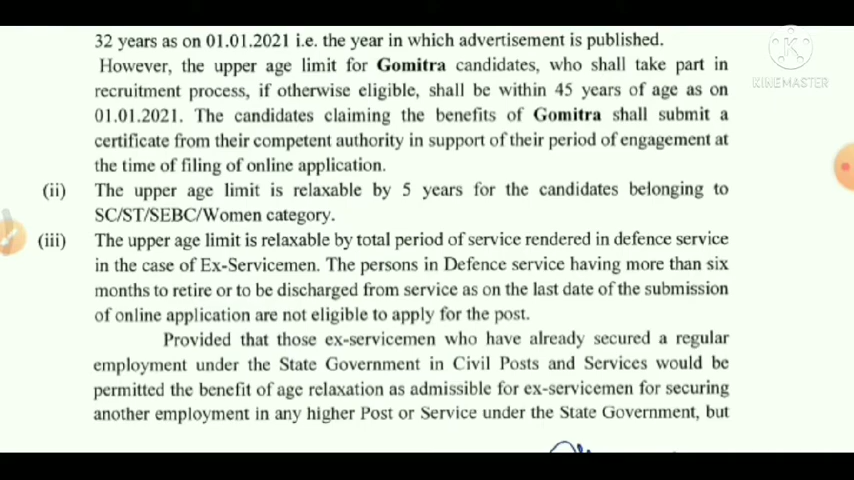 32 years as on 01.01.2021 i.e. the year in which advertisement is published.
However, the upper age limit for Gomitra candidates, who shall take part in
recruitment process, if otherwise eligible, shall be within 45 years of age as on
01.01.2021. The candidates claiming the benefits of Gomitra shall submit a
certificate from their competent authority in support of their period of engagement at
the time of filing of online application.
(ii) The upper age limit is relaxable by 5 years for the candidates belonging to
SC/ST/SEBC/Women category.
(iii) The upper age limit is relaxable by total period of service rendered in defence service
in the case of Ex-Servicemen. The persons in Defence service having more than six
months to retire or to be discharged from service as on the last date of the submission
of online application are not eligible to apply for the post.
Provided that those ex-servicemen who have already secured a regular
employment under the State Government in Civil Posts and Services would be
permitted the benefit of age relaxation as admissible for ex-servicemen for securing
another employment in any higher Post or Service under the State Government, but
K
KINEMASTER